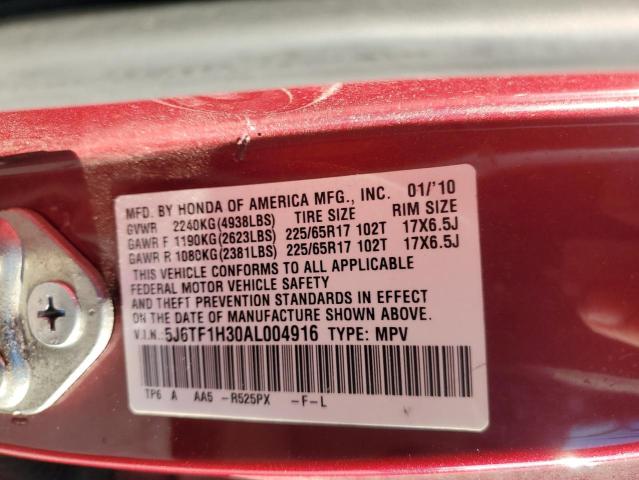 MFD. BY HONDA OF AMERICA MFG., INC. 01/'10
GVWR 2240KG(4938LBS) TIRE SIZE RIM SIZE
GAWR F 1190KG(2623LBS) 225/65R17 102T 17X6.5J
GAWR R 1080KG(2381LBS) 225/65R17 102T 17X6.5J
THIS VEHICLE CONFORMS TO ALL APPLICABLE
FEDERAL MOTOR VEHICLE SAFETY
AND THEFT PREVENTION STANDARDS IN EFFECT
ON THE DATE OF MANUFACTURE SHOWN ABOVE.
V.I.N.:5J6TF1H30AL004916 TYPE: MPV
TP6 A AA5 -R525PX -F-L